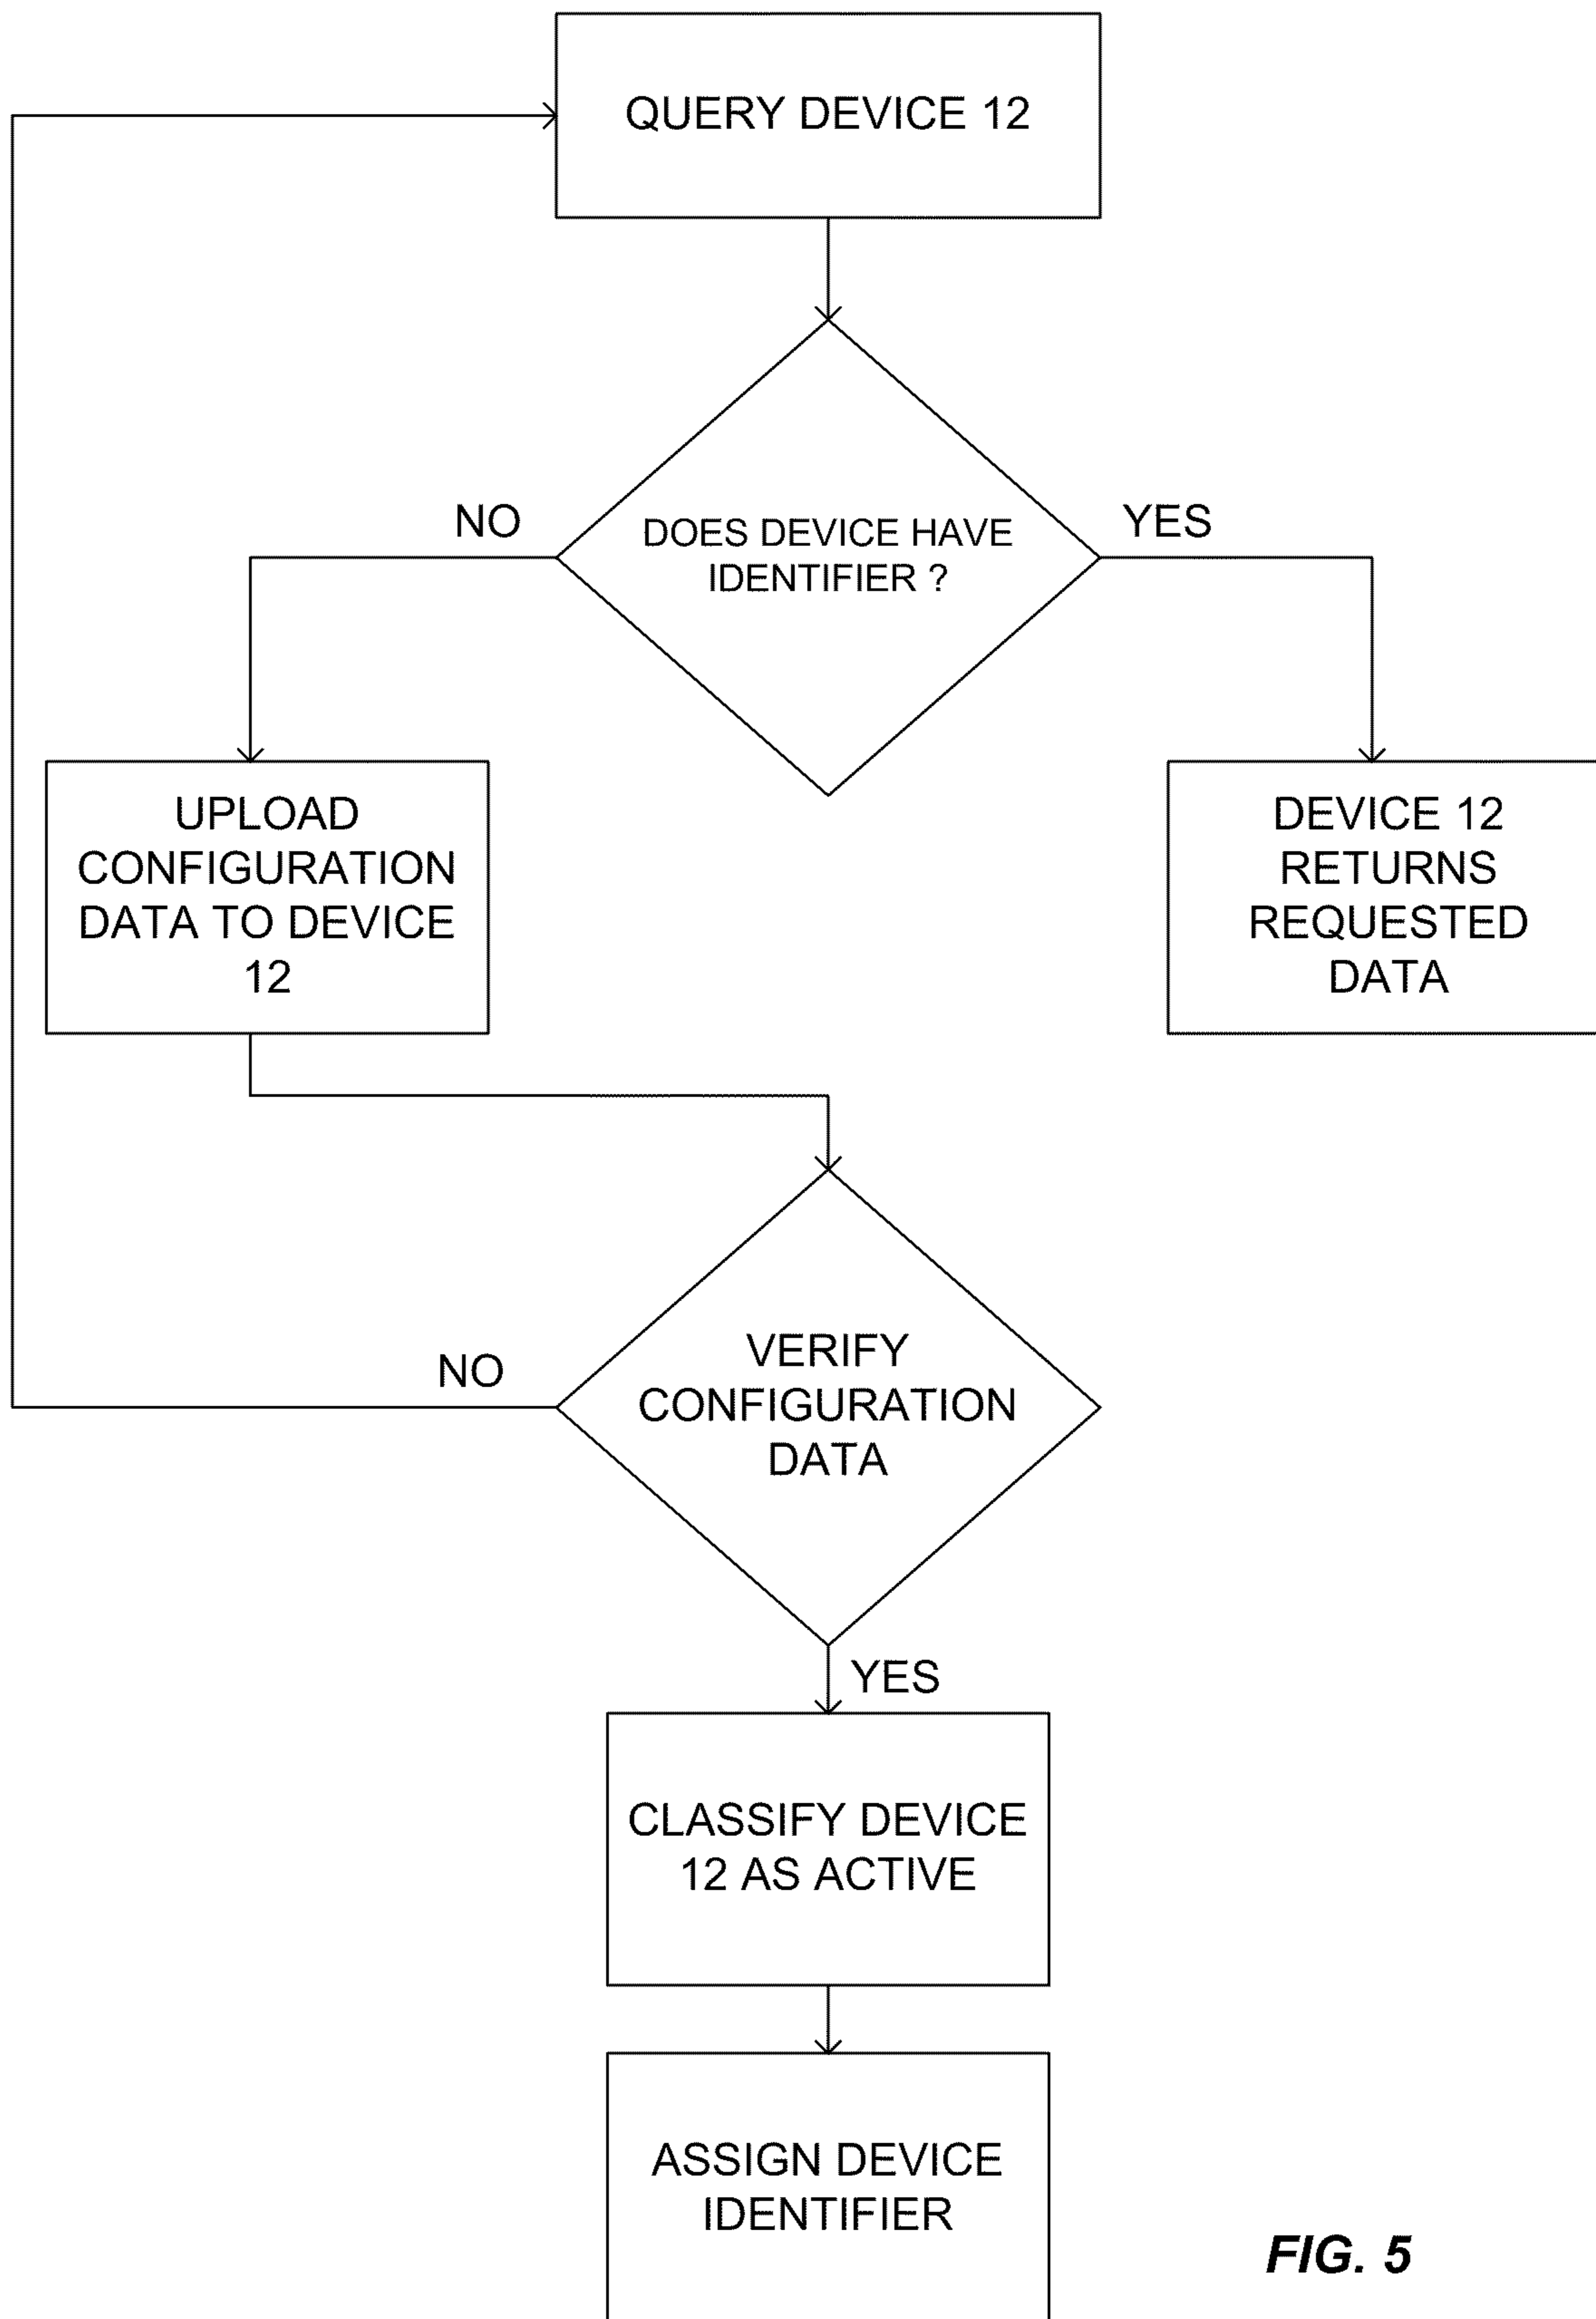 QUERY DEVICE 12
DOES DEVICE HAVE
IDENTIFIER ?
NO
YES
UPLOAD
CONFIGURATION
DATA TO DEVICE
12
DEVICE 12
RETURNS
REQUESTED
DATA
VERIFY
CONFIGURATION
DATA
NO
YES
CLASSIFY DEVICE
12 AS ACTIVE
ASSIGN DEVICE
IDENTIFIER
FIG. 5